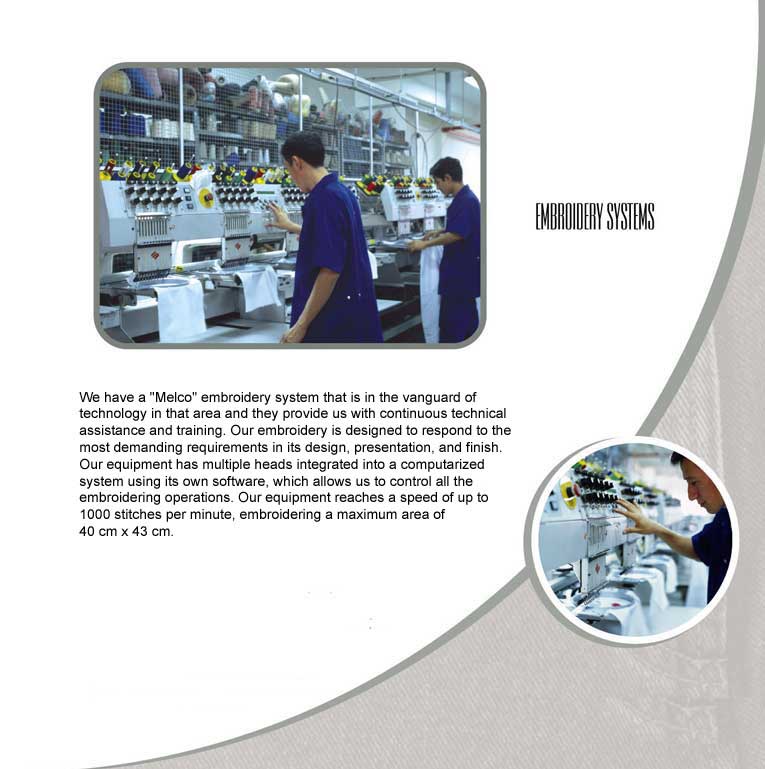 EMBROIDERY SYSTEMS
We have a "Melco" embroidery system that is in the vanguard of
technology in that area and they provide us with continuous technical
assistance and training. Our embroidery is designed to respond to the
most demanding requirements in its design, presentation, and finish.
Our equipment has multiple heads integrated into a computarized
system using its own software, which allows us to control all the
embroidering operations. Our equipment reaches a speed of up to
1000 stitches per minute, embroidering a maximum area of
40 cm x 43 cm.